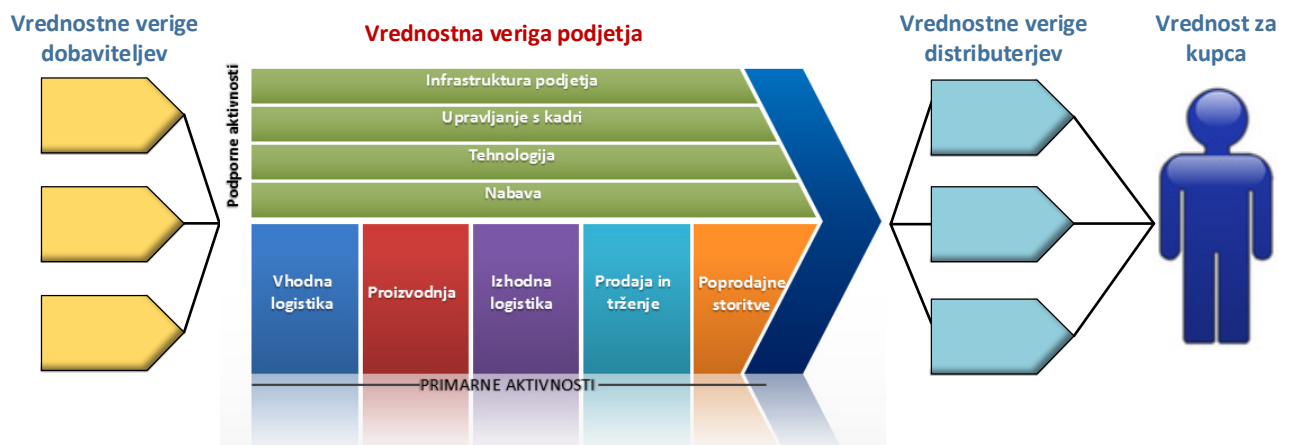 Vrednostne verige
dobaviteljev
Vrednostna veriga podjetja
Vrednostne verige
distributerjev
Vrednost za
kupca
Podporne aktivnosti
Infrastruktura podjetja
Upravljanje s kadri
Tehnologija
Nabava
Vhodna
logistika
Proizvodnja
Izhodna
logistika
Prodaja in
trženje
Poprodajne
storitve
PRIMARNE AKTIVNOSTI